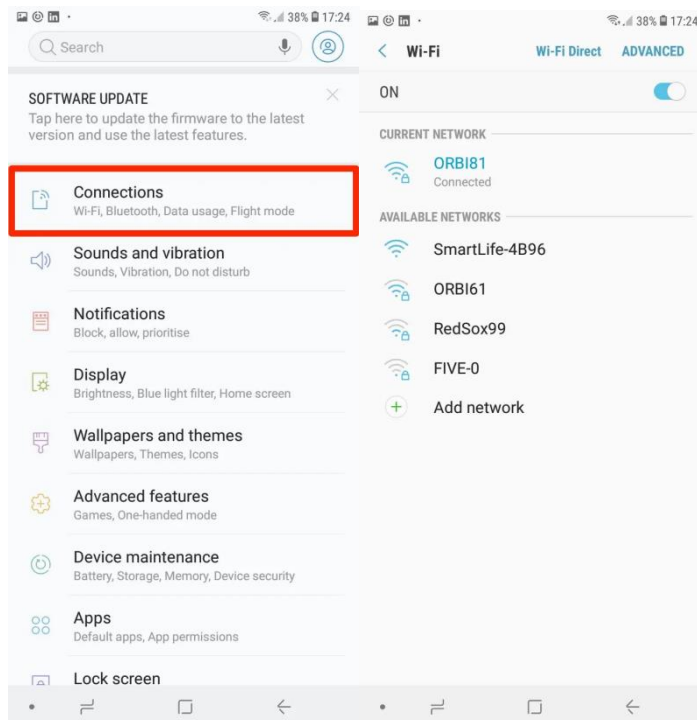 38% 17:24
Search
SOFTWARE UPDATE
Tap here to update the firmware to the latest
version and use the latest features.
Connections
Wi-Fi, Bluetooth, Data usage, Flight mode
Sounds and vibration
Sounds, Vibration, Do not disturb
Notifications
Block, allow, prioritise
Display
Brightness, Blue light filter, Home screen
Wallpapers and themes
Wallpapers, Themes, Icons
Advanced features
Games, One-handed mode
Device maintenance
Battery, Storage, Memory, Device security
Apps
Default apps, App permissions
Lock screen
38% 17:24
Wi-Fi Wi-Fi Direct ADVANCED
ON
CURRENT NETWORK
ORBI81
Connected
AVAILABLE NETWORKS
SmartLife-4B96
ORBI61
RedSox99
FIVE-0
Add network